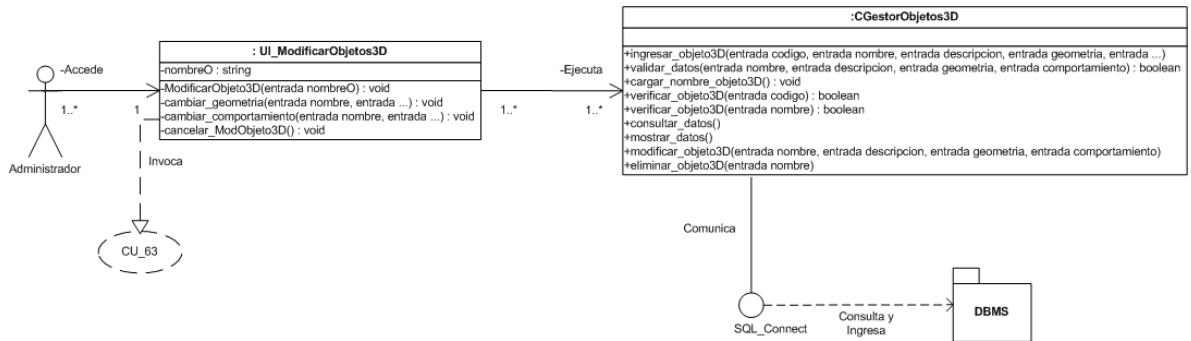 :CGestorObjetos3D
: UI_ModificarObjetos3D
-nombreO : string
-ModificarObjeto3D(entrada nombreO) : void
-cambiar_geometria(entrada nombre, entrada ...) : void
-cambiar_comportamiento(entrada nombre, entrada ...) : void
-cancelar_ModObjeto3D() : void
+ingresar_objeto3D(entrada codigo, entrada nombre, entrada descripcion, entrada geometria, entrada ...)
+validar_datos(entrada nombre, entrada descripcion, entrada geometria, entrada comportamiento) : boolean
+cargar_nombre_objeto3D() : void
+verificar_objeto3D(entrada codigo) : boolean
+verificar_objeto3D(entrada nombre) : boolean
+consultar_datos()
+mostrar_datos()
+modificar_objeto3D(entrada nombre, entrada descripcion, entrada geometria, entrada comportamiento)
+eliminar_objeto3D(entrada nombre)
-Accede
1..*
1
-Ejecuta
1..*
1..*
Administrador
Invoca
CU_63
Comunica
SQL_Connect
Consulta y
Ingresa
DBMS